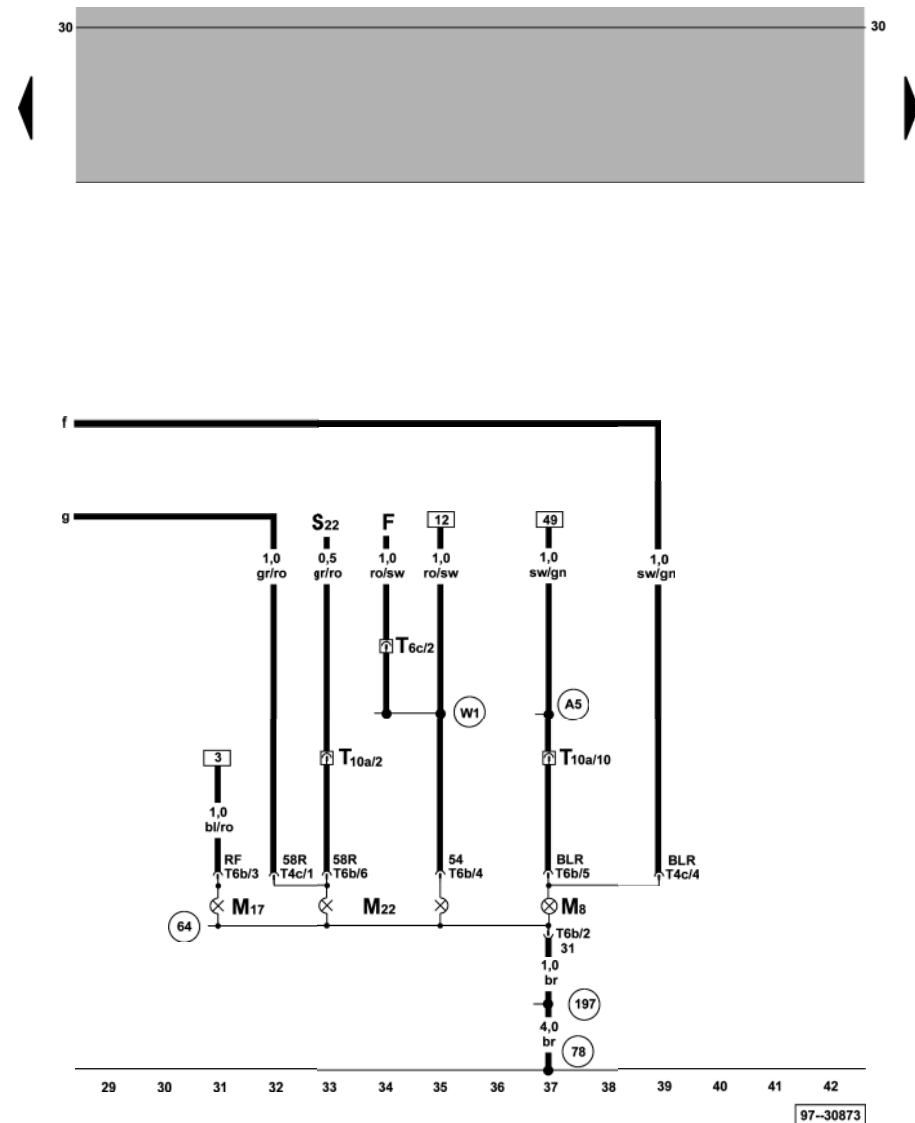 30 30
f
g
S22 F 12 49
1,0 0,5 1,0 1,0 1,0 1,0
gr/ro gr/ro ro/sw ro/sw sw/gn sw/gn
T6c/2
W1 A5
3 T10a/2 T10a/10
1,0
bl/ro
RF 58R 58R 54 BLR BLR
T6b/3 T4c/1 T6b/6 T6b/4 T6b/5 T4c/4
M17 M22 M8
64
T6b/2
31
1,0
br
197
4,0
br
78
29 30 31 32 33 34 35 36 37 38 39 40 41 42
97--30873